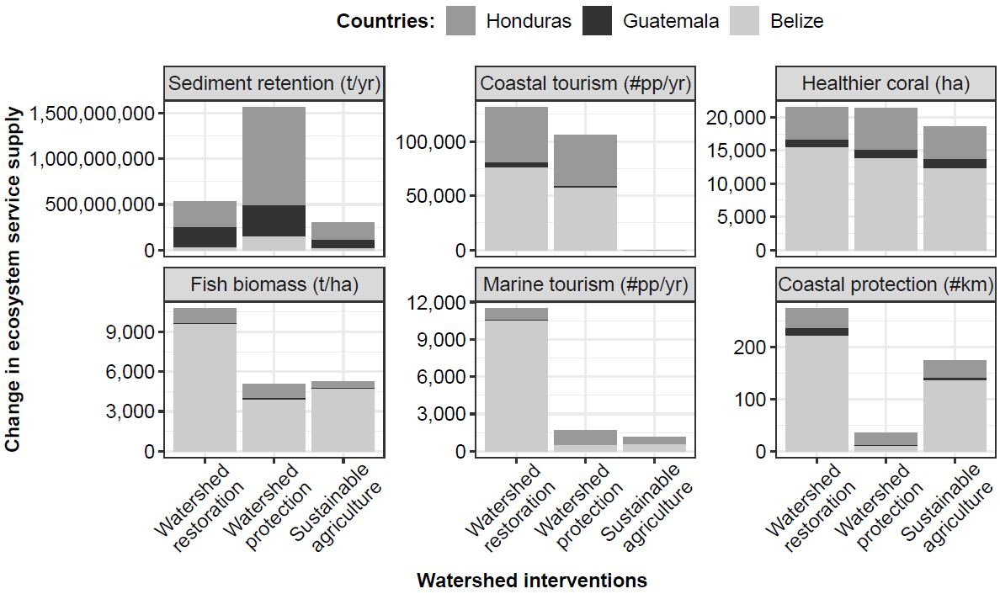 Countries: Honduras Guatemala Belize
Sediment retention (t/yr)
Coastal tourism (#pp/yr)
Healthier coral (ha)
1,500,000,000
1,000,000,000
500,000,000
0
100,000
50,000
0
20,000
15,000
10,000
5,000
0
Change in ecosystem service supply
Fish biomass (t/ha)
Marine tourism (#pp/yr)
Coastal protection (#km)
9,000
6,000
3,000
0
12,000
9,000
6,000
3,000
0
200
100
0
Watershed
restoration
Watershed
protection
Sustainable
agriculture
Watershed
restoration
Watershed
protection
Sustainable
agriculture
Watershed
restoration
Watershed
protection
Sustainable
agriculture
Watershed interventions